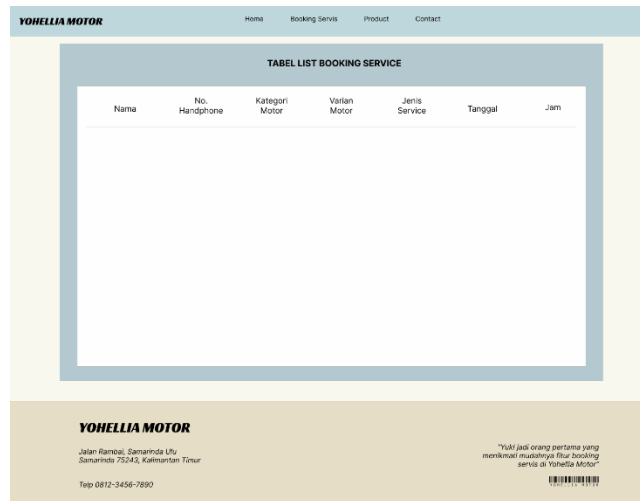 YOHELLIA MOTOR
Home Booking Servis Product Contact
TABEL LIST BOOKING SERVICE
Nama
No.
Handphone
Kategori
Motor
Varian
Motor
Jenis
Service
Tanggal
Jam
YOHELLIA MOTOR
Jalan Rambai, Samarinda Ulu
Samarinda 75243, Kalimantan Timur
Telp 0812-3456-7890
"Yuk! jadi orang pertama yang
menikmati mudahnya fitur booking
servis di Yohellia Motor"
YOHELLIA MOTOR